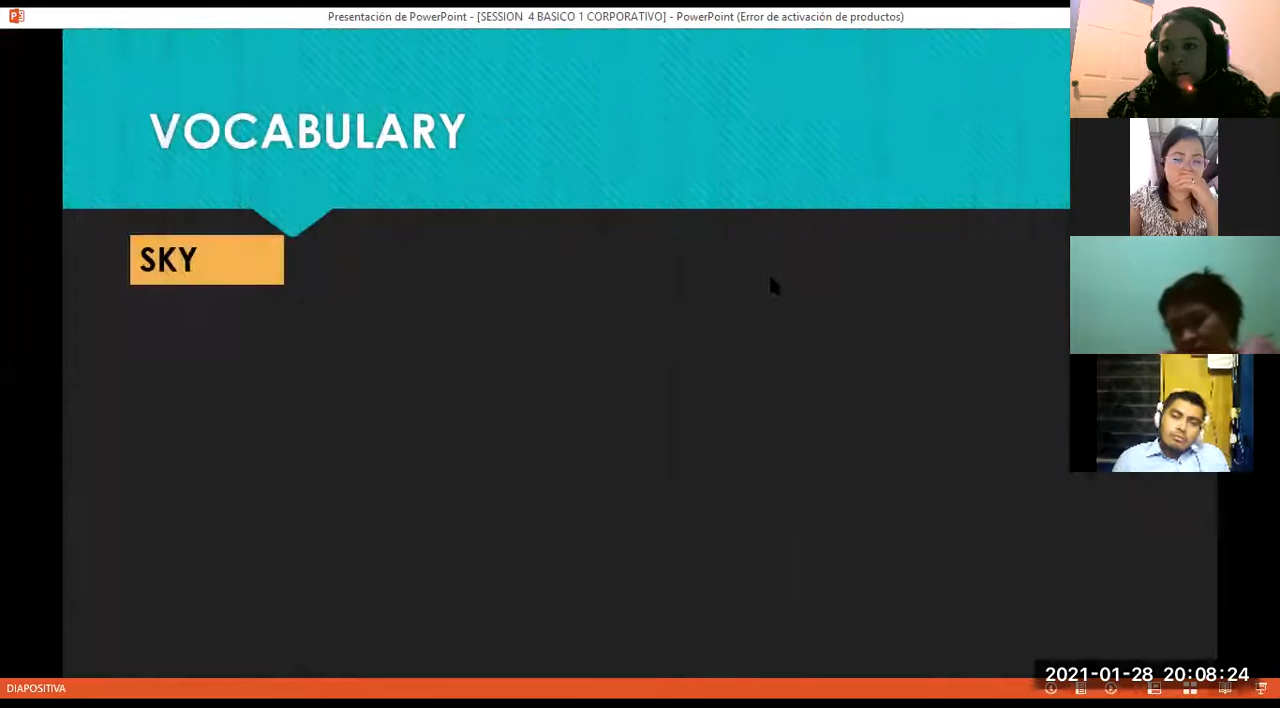 Presentación de PowerPoint - [SESSION  4 BASICO 1 CORPORATIVO] - PowerPoint (Error de activación de productos)
VOCABULARY
SKY
2021-01-28 20:08:24
DIAPOSITIVA